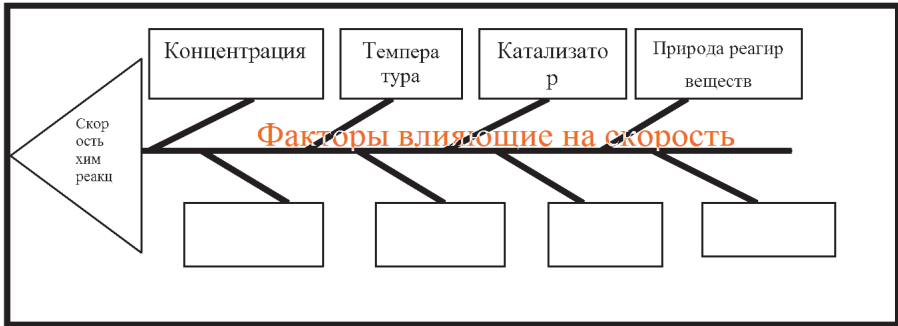 Концентрация
Темпера
тура
Катализато
р
Природа реагир
веществ
Факторы влияющие на скорость
Скор
ость
хим
реакц